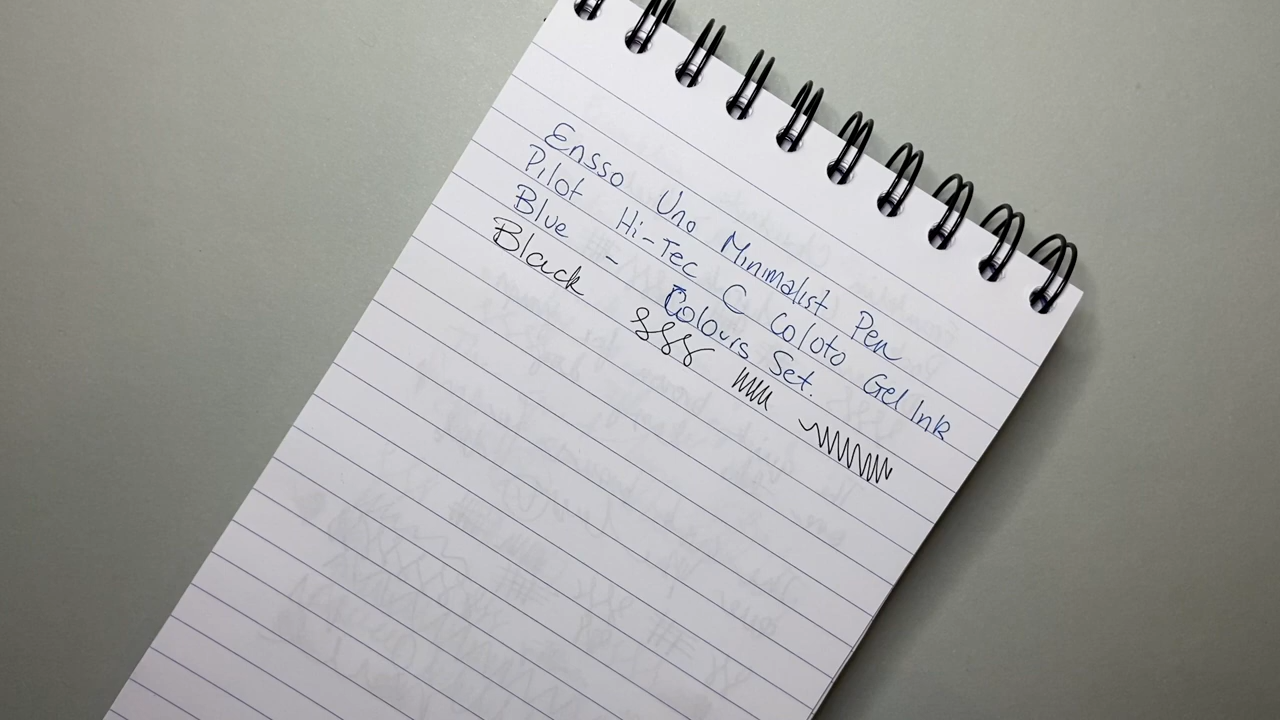 Ensso Uno Minimalist Pen
Pilot Hi-Tec C Coloto Gel Ink
Blue - Colours Set.
Black